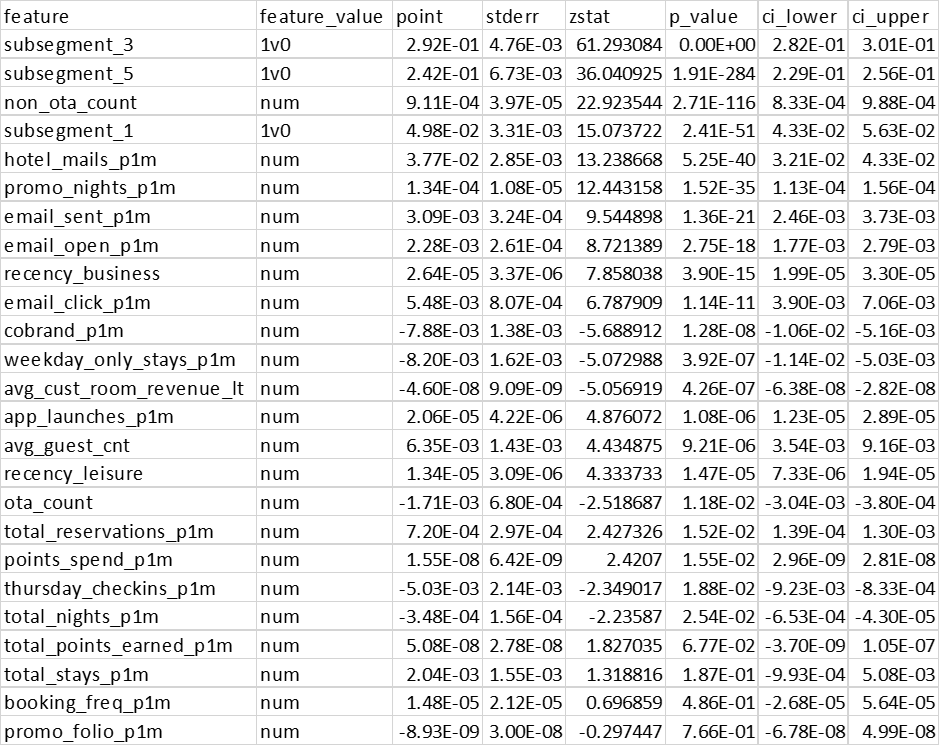 feature feature_value point stderr zstat p_value ci_lower ci_upper
subsegment_3 1v0 2.92E-01 4.76E-03 61.293084 0.00E+00 2.82E-01 3.01E-01
subsegment_5 1v0 2.42E-01 6.73E-03 36.040925 1.91E-284 2.29E-01 2.56E-01
non_ota_count num 9.11E-04 3.97E-05 22.923544 2.71E-116 8.33E-04 9.88E-04
subsegment_1 1v0 4.98E-02 3.31E-03 15.073722 2.41E-51 4.33E-02 5.63E-02
hotel_mails_p1m num 3.77E-02 2.85E-03 13.238668 5.25E-40 3.21E-02 4.33E-02
promo_nights_p1m num 1.34E-04 1.08E-05 12.443158 1.52E-35 1.13E-04 1.56E-04
email_sent_p1m num 3.09E-03 3.24E-04 9.544898 1.36E-21 2.46E-03 3.73E-03
email_open_p1m num 2.28E-03 2.61E-04 8.721389 2.75E-18 1.77E-03 2.79E-03
recency_business num 2.64E-05 3.37E-06 7.858038 3.90E-15 1.99E-05 3.30E-05
email_click_p1m num 5.48E-03 8.07E-04 6.787909 1.14E-11 3.90E-03 7.06E-03
cobrand_p1m num -7.88E-03 1.38E-03 -5.688912 1.28E-08 -1.06E-02 -5.16E-03
weekday_only_stays_p1m num -8.20E-03 1.62E-03 -5.072988 3.92E-07 -1.14E-02 -5.03E-03
avg_cust_room_revenue_lt num -4.60E-08 9.09E-09 -5.056919 4.26E-07 -6.38E-08 -2.82E-08
app_launches_p1m num 2.06E-05 4.22E-06 4.876072 1.08E-06 1.23E-05 2.89E-05
avg_guest_cnt num 6.35E-03 1.43E-03 4.434875 9.21E-06 3.54E-03 9.16E-03
recency_leisure num 1.34E-05 3.09E-06 4.333733 1.47E-05 7.33E-06 1.94E-05
ota_count num -1.71E-03 6.80E-04 -2.518687 1.18E-02 -3.04E-03 -3.80E-04
total_reservations_p1m num 7.20E-04 2.97E-04 2.427326 1.52E-02 1.39E-04 1.30E-03
points_spend_p1m num 1.55E-08 6.42E-09 2.4207 1.55E-02 2.96E-09 2.81E-08
thursday_checkins_p1m num -5.03E-03 2.14E-03 -2.349017 1.88E-02 -9.23E-03 -8.33E-04
total_nights_p1m num -3.48E-04 1.56E-04 -2.23587 2.54E-02 -6.53E-04 -4.30E-05
total_points_earned_p1m num 5.08E-08 2.78E-08 1.827035 6.77E-02 -3.70E-09 1.05E-07
total_stays_p1m num 2.04E-03 1.55E-03 1.318816 1.87E-01 -9.93E-04 5.08E-03
booking_freq_p1m num 1.48E-05 2.12E-05 0.696859 4.86E-01 -2.68E-05 5.64E-05
promo_folio_p1m num -8.93E-09 3.00E-08 -0.297447 7.66E-01 -6.78E-08 4.99E-08